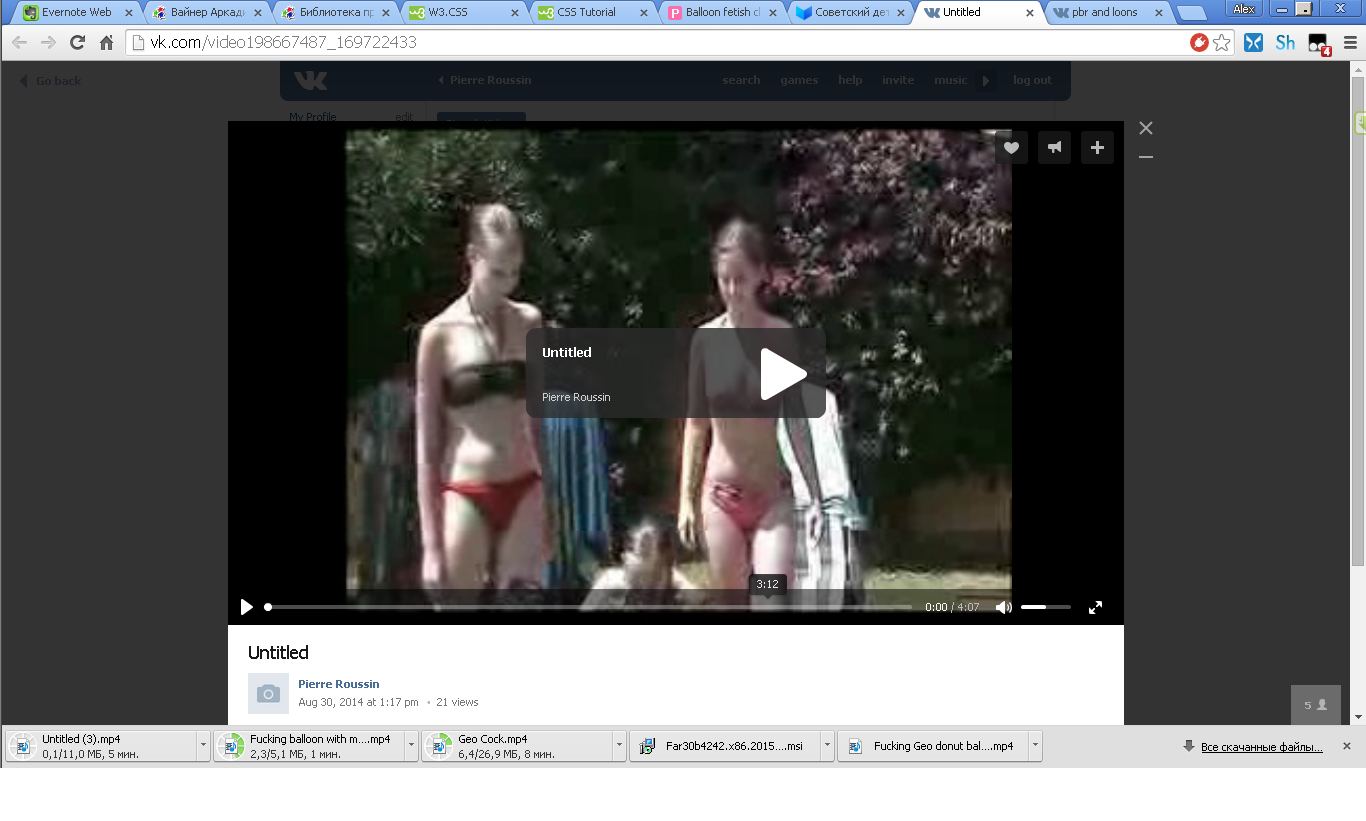 Evernote Web
Вайнер Аркади
Библиотека пр
W3.CSS
CSS Tutorial
Balloon fetish cl
Советский дет
Untitled
pbr and loons
Alex
vk.com/video198667487_169722433
Sh
4
Go back
Pierre Roussin
search
games
help
invite
music
log out
My Profile
edit
Untitled
Pierre Roussin
3:12
0:00 / 4:07
Untitled
Pierre Roussin
Aug 30, 2014 at 1:17 pm • 21 views
5
Untitled (3).mp4
0,1/11,0 МБ, 5 мин.
Fucking balloon with m....mp4
2,3/5,1 МБ, 1 мин.
Geo Cock.mp4
6,4/26,9 МБ, 8 мин.
Far30b4242.x86.2015....msi
Fucking Geo donut bal....mp4
Все скачанные файлы...